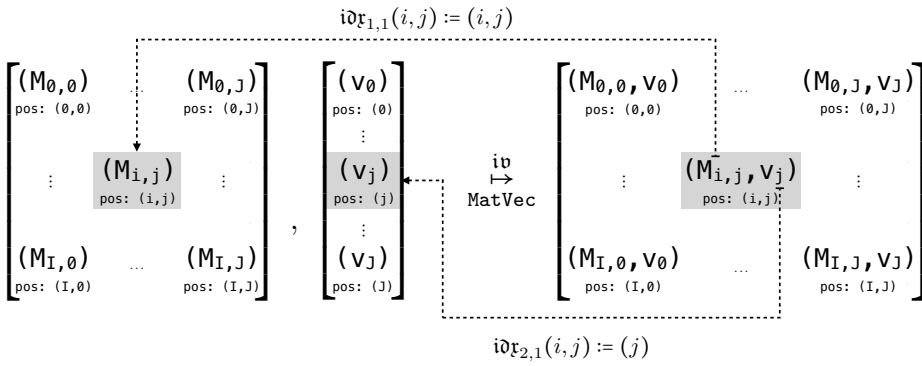 𝔦𝔡𝔵₁,₁(i, j) := (i, j)
(M₀,₀) ... (M₀,J) (v₀) (M₀,₀,v₀) ... (M₀,J,vJ)
pos: (0,0) pos: (0,J) pos: (0) pos: (0,0) pos: (0,J)
⋮
⋮ (Mᵢ,ⱼ) ⋮ (vⱼ) 𝔦𝔳 ⋮ (Mᵢ,ⱼ,vⱼ) ⋮
↦
pos: (i,j) pos: (j) MatVec pos: (i,j)
, ⋮
(MI,₀) ... (MI,J) (vJ) (MI,₀,v₀) ... (MI,J,vJ)
pos: (I,0) pos: (I,J) pos: (J) pos: (I,0) pos: (I,J)
𝔦𝔡𝔵₂,₁(i, j) := (j)